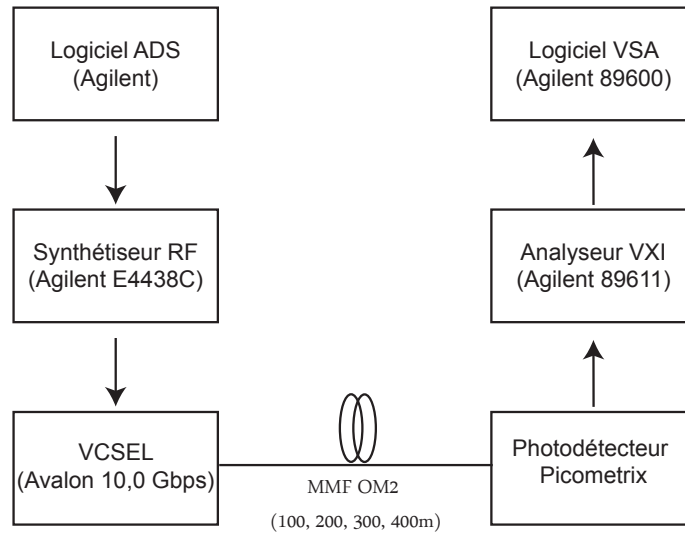 Logiciel ADS
(Agilent)
Synthétiseur RF
(Agilent E4438C)
VCSEL
(Avalon 10,0 Gbps)
MMF OM2
(100, 200, 300, 400m)
Photodétecteur
Picometrix
Analyseur VXI
(Agilent 89611)
Logiciel VSA
(Agilent 89600)